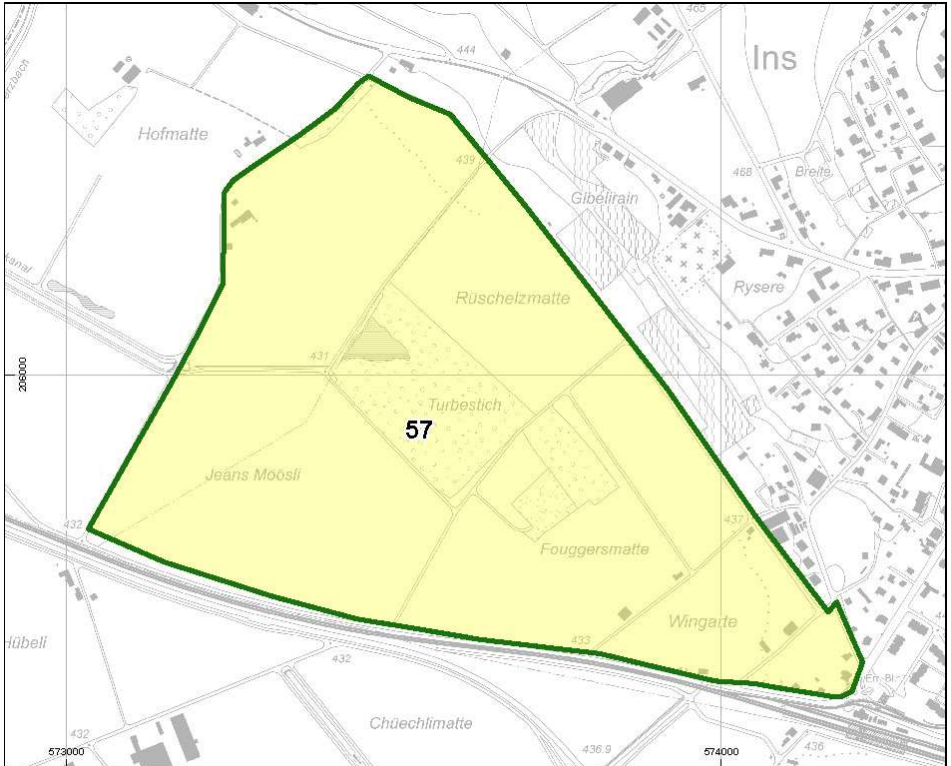 465
444
Ins
Hofmatte
439
468
Breite
Gibelirain
kanal
Rüschelzmatte
Rysere
431
206000
Turbestich
57
Jeans Möösli
432
437
Fouggersmatte
Wingarte
433
Hübeli
432
Chüechlimatte
432
436.9
436
573000
574000